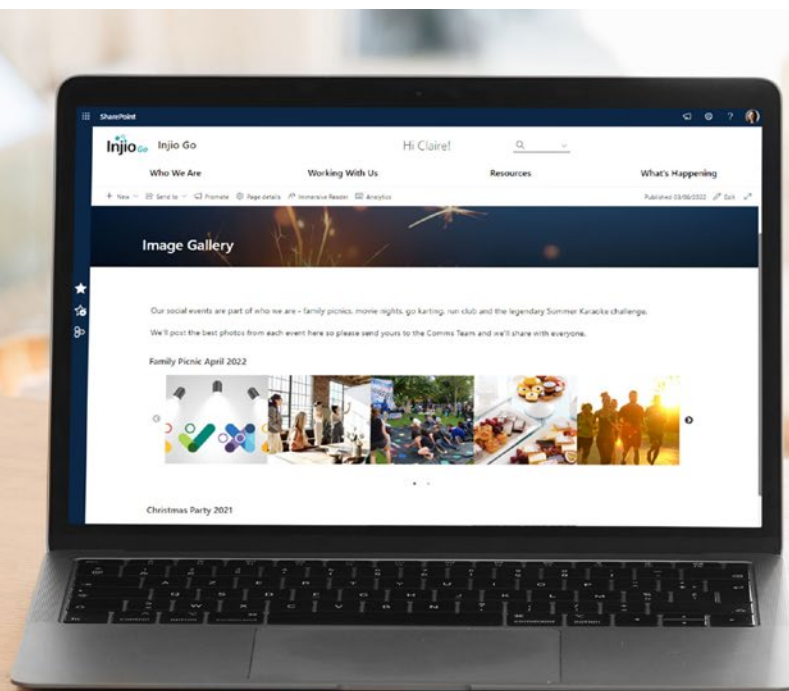 SharePoint
Injio Go Injio Go Hi Claire!
Who We Are Working With Us Resources What's Happening
New Send to Promote Page details Immersive Reader Analytics Published 03/06/2022 Edit
Image Gallery
Our social events are part of who we are - family picnics, movie nights, go karting, run club and the legendary Summer Karaoke challenge.
We'll post the best photos from each event here so please send yours to the Comms Team and we'll share with everyone.
Family Picnic April 2022
Christmas Party 2021